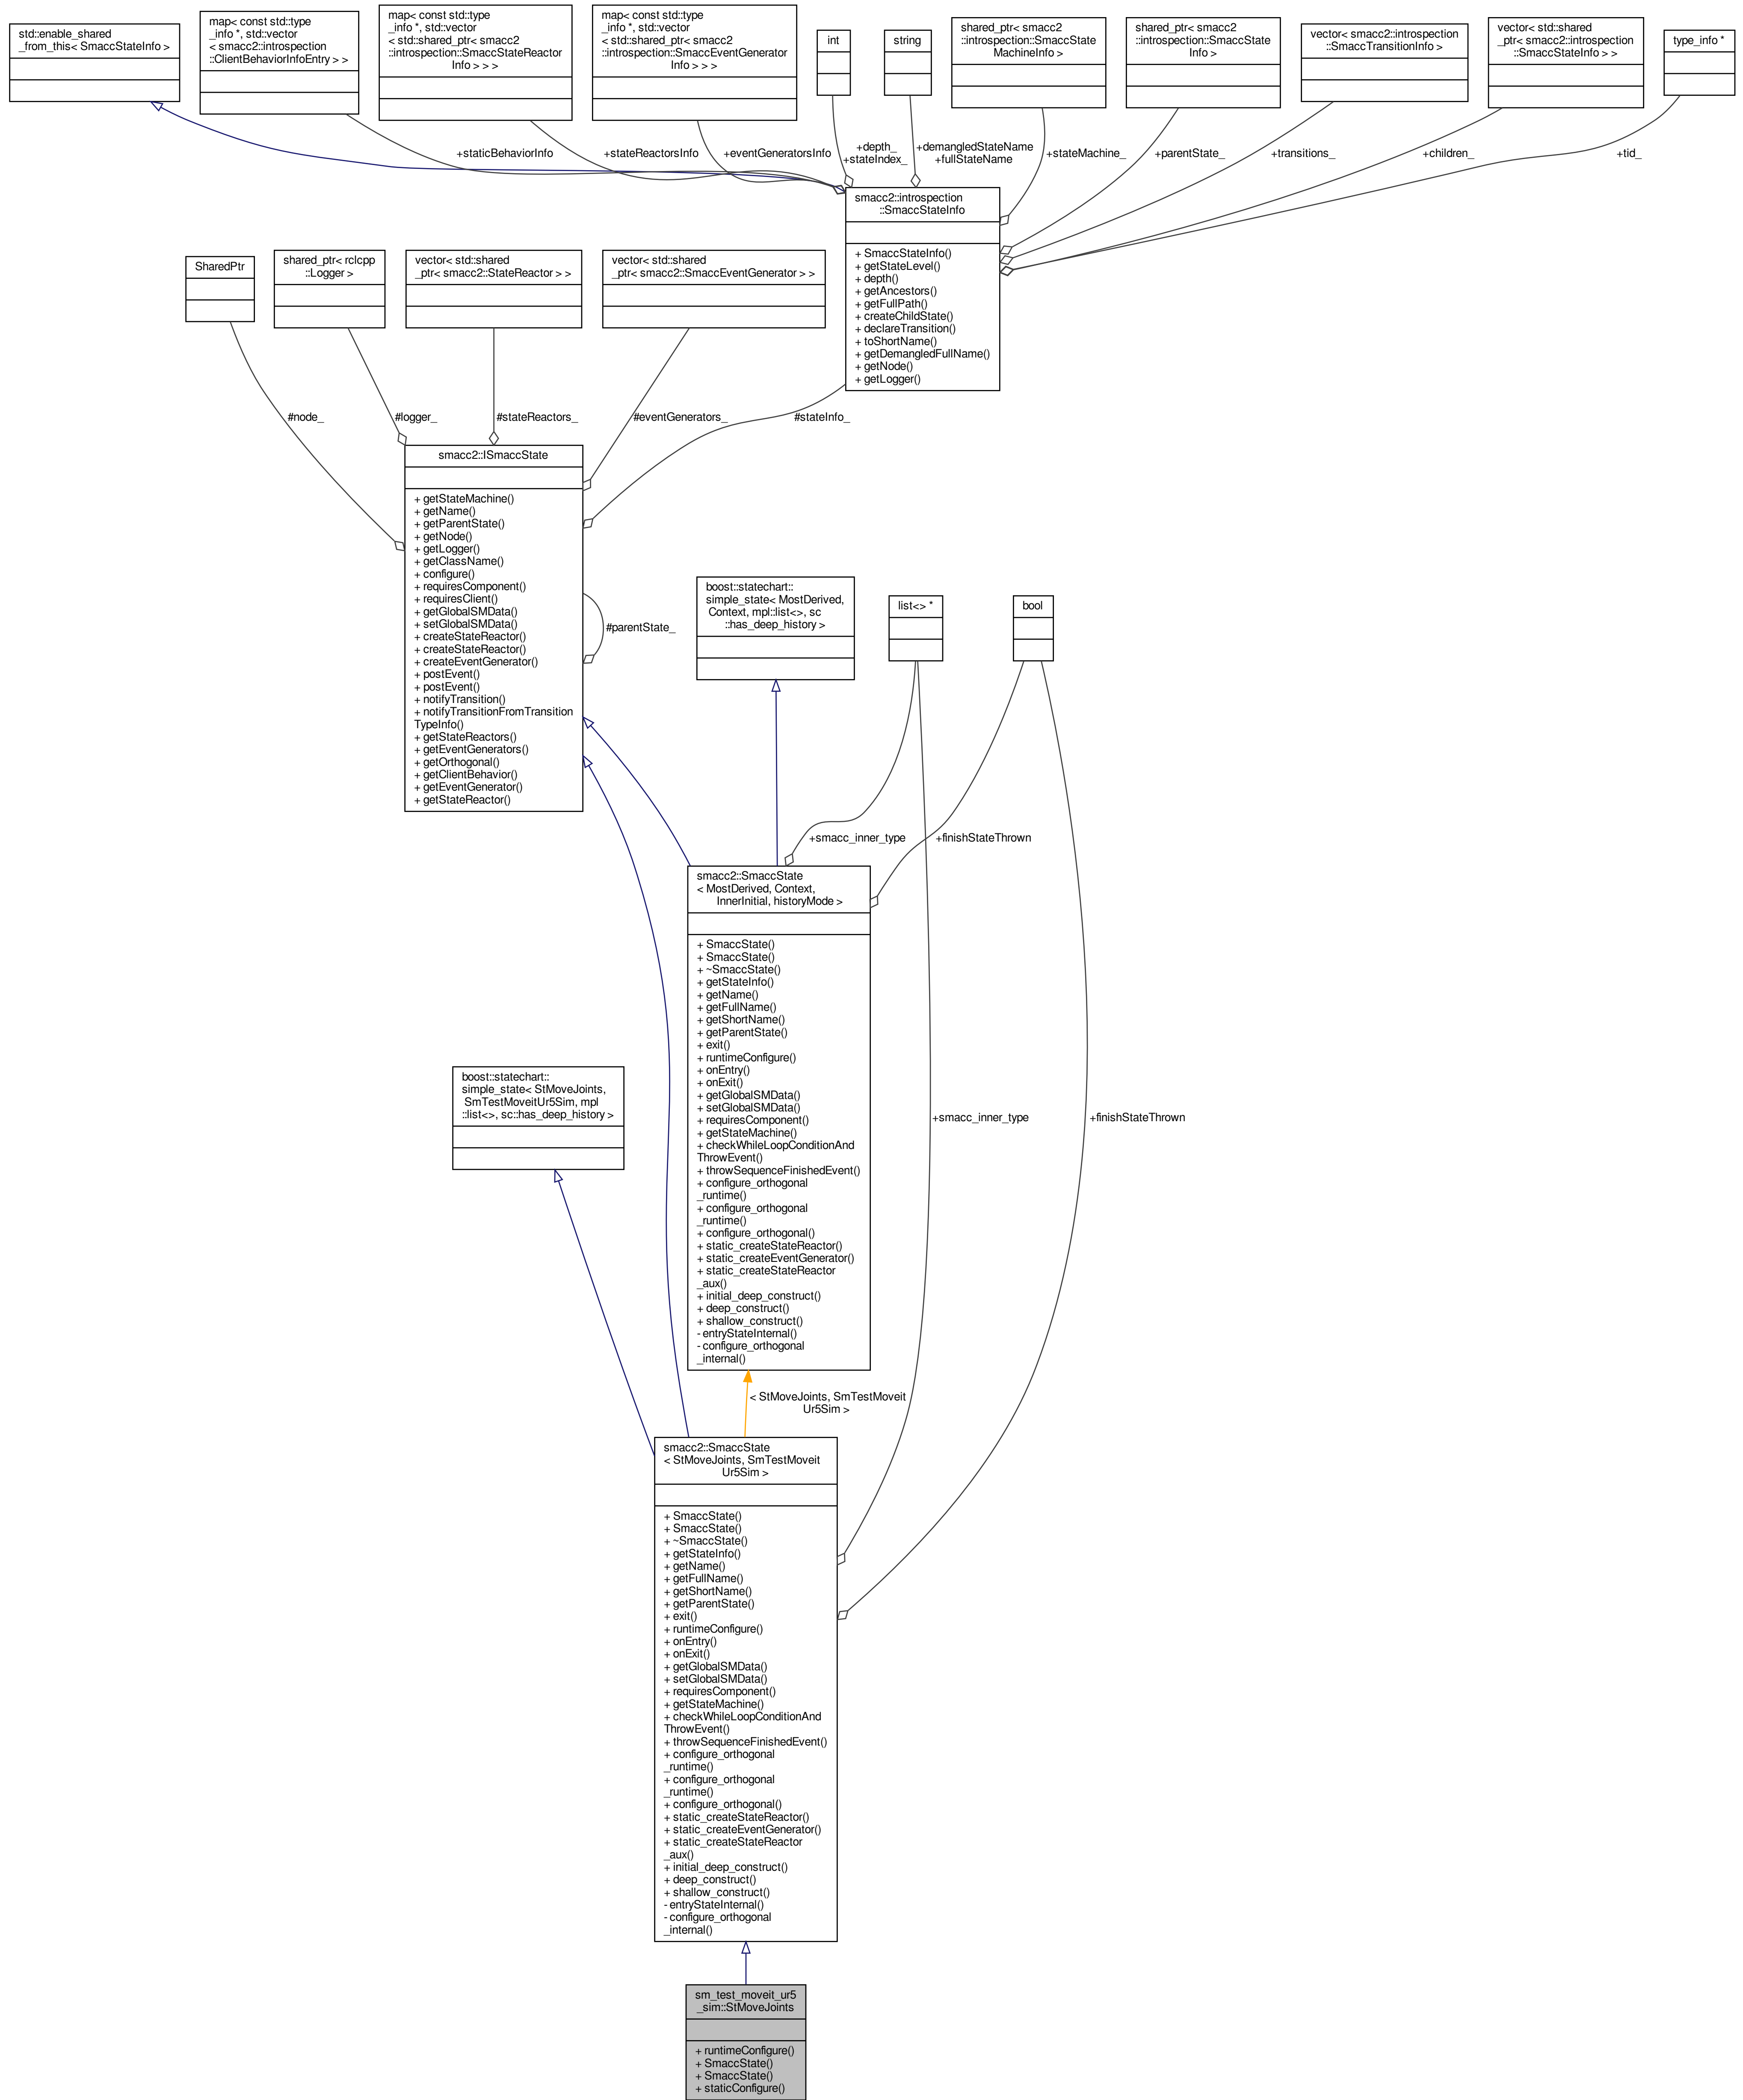 std::enable_shared
_from_this< SmaccStateInfo >
map< const std::type
_info *, std::vector
< smacc2::introspection
::ClientBehaviorInfoEntry > >
map< const std::type
_info *, std::vector
< std::shared_ptr< smacc2
::introspection::SmaccStateReactor
Info > > >
map< const std::type
_info *, std::vector
< std::shared_ptr< smacc2
::introspection::SmaccEventGenerator
Info > > >
int
string
shared_ptr< smacc2
::introspection::SmaccState
MachineInfo >
shared_ptr< smacc2
::introspection::SmaccState
Info >
vector< smacc2::introspection
::SmaccTransitionInfo >
vector< std::shared
_ptr< smacc2::introspection
::SmaccStateInfo > >
type_info *
+staticBehaviorInfo
+stateReactorsInfo
+eventGeneratorsInfo
+depth_
+stateIndex_
+demangledStateName
+fullStateName
+stateMachine_
+parentState_
+transitions_
+children_
+tid_
smacc2::introspection
::SmaccStateInfo
+ SmaccStateInfo()
+ getStateLevel()
+ depth()
+ getAncestors()
+ getFullPath()
+ createChildState()
+ declareTransition()
+ toShortName()
+ getDemangledFullName()
+ getNode()
+ getLogger()
SharedPtr
shared_ptr< rclcpp
::Logger >
vector< std::shared
_ptr< smacc2::StateReactor > >
vector< std::shared
_ptr< smacc2::SmaccEventGenerator > >
#node_
#logger_
#stateReactors_
#eventGenerators_
#stateInfo_
smacc2::ISmaccState
+ getStateMachine()
+ getName()
+ getParentState()
+ getNode()
+ getLogger()
+ getClassName()
+ configure()
+ requiresComponent()
+ requiresClient()
+ getGlobalSMData()
+ setGlobalSMData()
+ createStateReactor()
+ createStateReactor()
+ createEventGenerator()
+ postEvent()
+ postEvent()
+ notifyTransition()
+ notifyTransitionFromTransition
TypeInfo()
+ getStateReactors()
+ getEventGenerators()
+ getOrthogonal()
+ getClientBehavior()
+ getEventGenerator()
+ getStateReactor()
#parentState_
boost::statechart::
simple_state< MostDerived,
Context, mpl::list<>, sc
::has_deep_history >
list<> *
bool
+smacc_inner_type
+finishStateThrown
smacc2::SmaccState
< MostDerived, Context,
InnerInitial, historyMode >
+ SmaccState()
+ SmaccState()
+ ~SmaccState()
+ getStateInfo()
+ getName()
+ getFullName()
+ getShortName()
+ getParentState()
+ exit()
+ runtimeConfigure()
+ onEntry()
+ onExit()
+ getGlobalSMData()
+ setGlobalSMData()
+ requiresComponent()
+ getStateMachine()
+ checkWhileLoopConditionAnd
ThrowEvent()
+ throwSequenceFinishedEvent()
+ configure_orthogonal
_runtime()
+ configure_orthogonal
_runtime()
+ configure_orthogonal()
+ static_createStateReactor()
+ static_createEventGenerator()
+ static_createStateReactor
_aux()
+ initial_deep_construct()
+ deep_construct()
+ shallow_construct()
- entryStateInternal()
- configure_orthogonal
_internal()
boost::statechart::
simple_state< StMoveJoints,
SmTestMoveitUr5Sim, mpl
::list<>, sc::has_deep_history >
+smacc_inner_type
+finishStateThrown
< StMoveJoints, SmTestMoveit
Ur5Sim >
smacc2::SmaccState
< StMoveJoints, SmTestMoveit
Ur5Sim >
+ SmaccState()
+ SmaccState()
+ ~SmaccState()
+ getStateInfo()
+ getName()
+ getFullName()
+ getShortName()
+ getParentState()
+ exit()
+ runtimeConfigure()
+ onEntry()
+ onExit()
+ getGlobalSMData()
+ setGlobalSMData()
+ requiresComponent()
+ getStateMachine()
+ checkWhileLoopConditionAnd
ThrowEvent()
+ throwSequenceFinishedEvent()
+ configure_orthogonal
_runtime()
+ configure_orthogonal
_runtime()
+ configure_orthogonal()
+ static_createStateReactor()
+ static_createEventGenerator()
+ static_createStateReactor
_aux()
+ initial_deep_construct()
+ deep_construct()
+ shallow_construct()
- entryStateInternal()
- configure_orthogonal
_internal()
sm_test_moveit_ur5
_sim::StMoveJoints
+ runtimeConfigure()
+ SmaccState()
+ SmaccState()
+ staticConfigure()